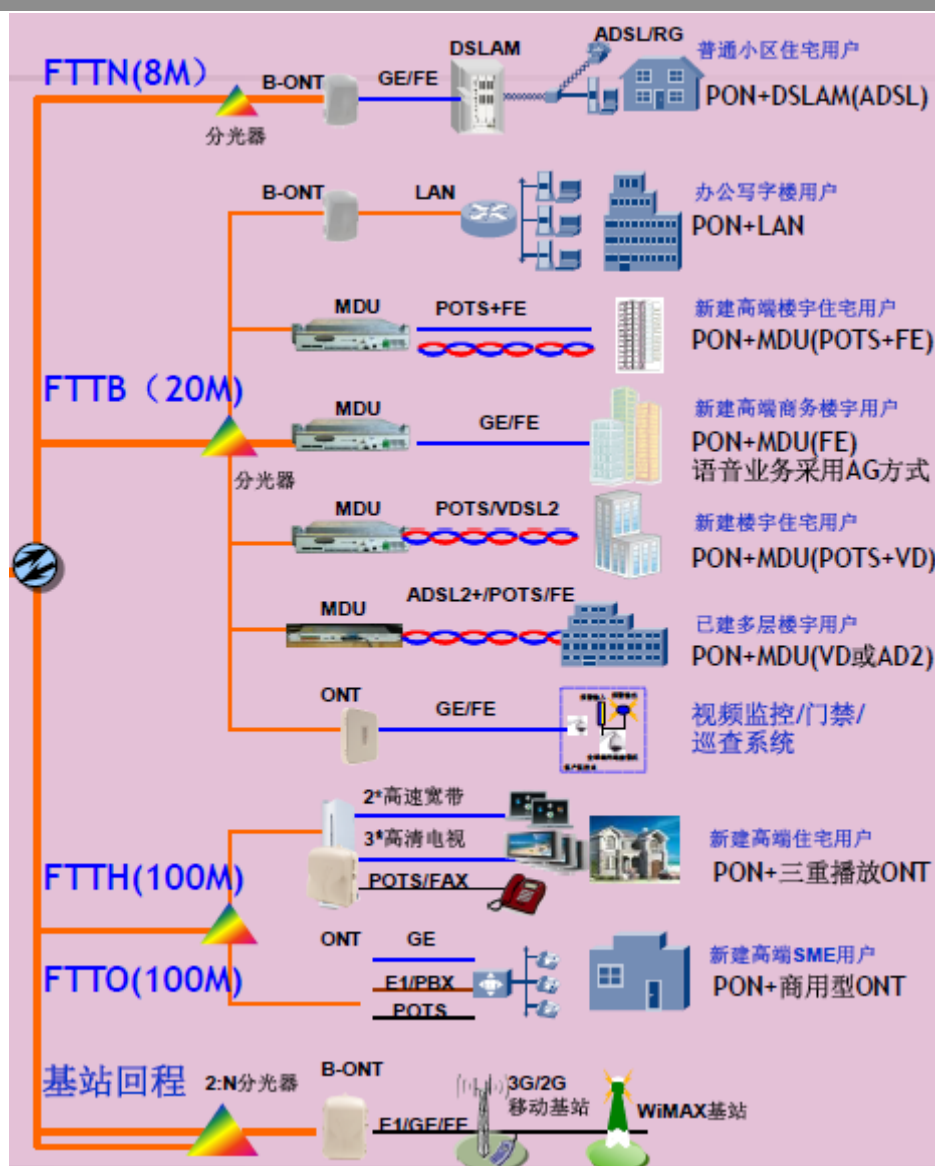 FTTN(8M）
B-ONT
GE/FE
DSLAM
ADSL/RG
普通小区住宅用户
PON+DSLAM(ADSL)
分光器
B-ONT
LAN
办公写字楼用户
PON+LAN
MDU
POTS+FE
新建高端楼宇住宅用户
PON+MDU(POTS+FE)
FTTB（20M)
MDU
GE/FE
新建高端商务楼宇用户
PON+MDU(FE)
语音业务采用AG方式
分光器
MDU
POTS/VDSL2
新建楼宇住宅用户
PON+MDU(POTS+VD)
MDU
ADSL2+/POTS/FE
已建多层楼宇用户
PON+MDU(VD或AD2)
ONT
GE/FE
视频监控/门禁/
巡查系统
2*高速宽带
3*高清电视
POTS/FAX
新建高端住宅用户
PON+三重播放ONT
FTTH(100M)
FTTO(100M)
ONT
GE
E1/PBX
POTS
新建高端SME用户
PON+商用型ONT
基站回程
2:N分光器
B-ONT
E1/GE/FE
3G/2G
移动基站
WiMAX基站